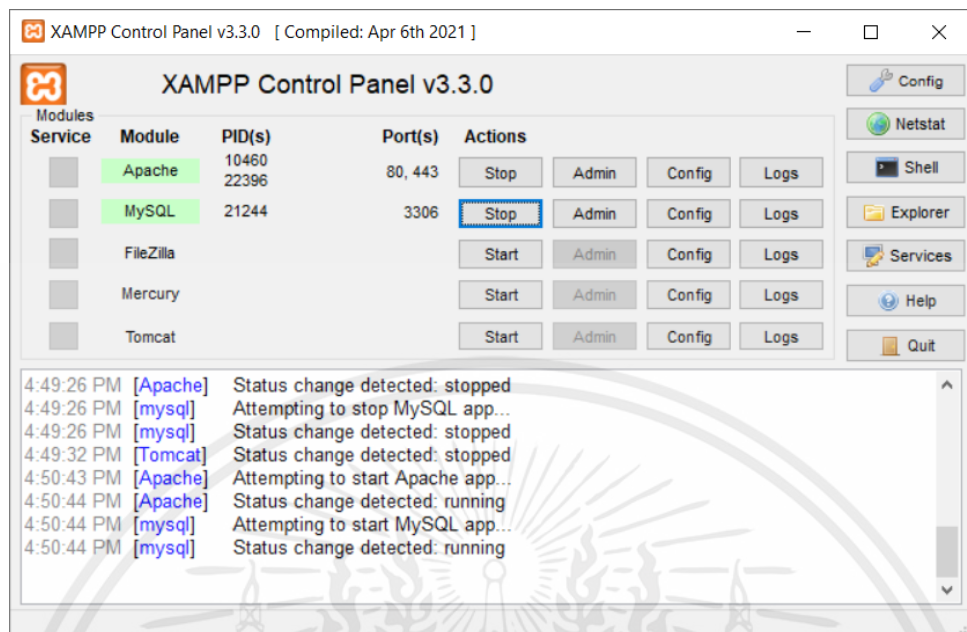 XAMPP Control Panel v3.3.0 [ Compiled: Apr 6th 2021 ]
XAMPP Control Panel v3.3.0
Config
Modules
Service Module PID(s) Port(s) Actions
Netstat
Apache 10460 22396 80, 443 Stop Admin Config Logs
Shell
MySQL 21244 3306 Stop Admin Config Logs
Explorer
FileZilla Start Admin Config Logs
Services
Mercury Start Admin Config Logs
Help
Tomcat Start Admin Config Logs
Quit
4:49:26 PM [Apache] Status change detected: stopped
4:49:26 PM [mysql] Attempting to stop MySQL app...
4:49:26 PM [mysql] Status change detected: stopped
4:49:32 PM [Tomcat] Status change detected: stopped
4:50:43 PM [Apache] Attempting to start Apache app...
4:50:44 PM [Apache] Status change detected: running
4:50:44 PM [mysql] Attempting to start MySQL app...
4:50:44 PM [mysql] Status change detected: running